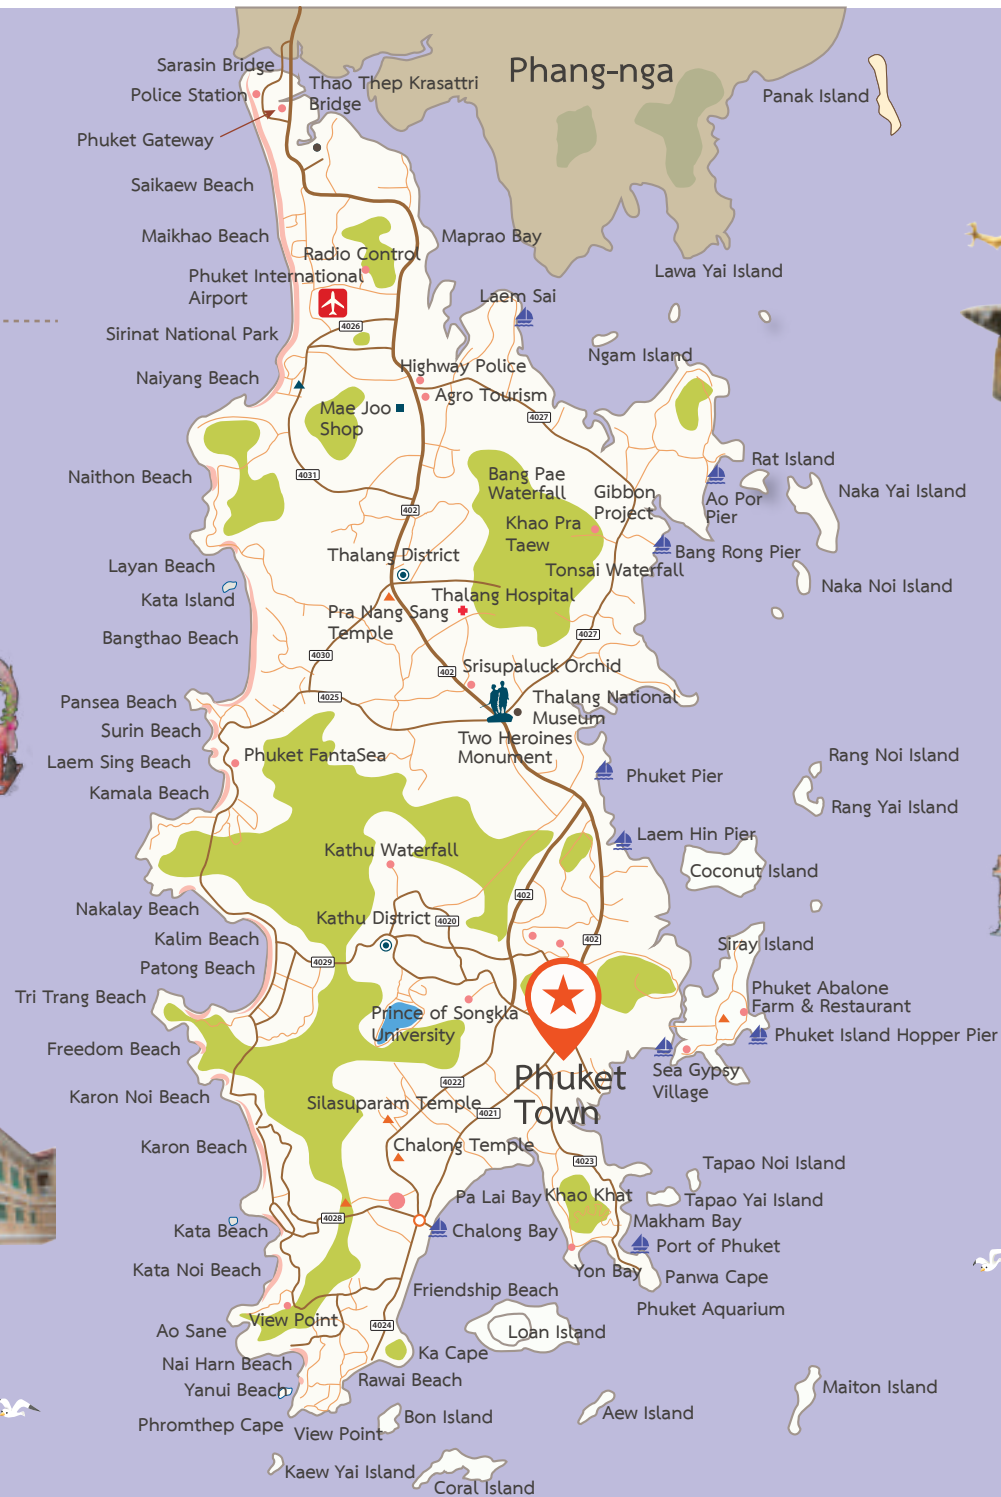 Phang-nga
Sarasin Bridge
Police Station
Thao Thep Krasattri
Bridge
Panak Island
Phuket Gateway
Saikaew Beach
Maikhao Beach
Maprao Bay
Radio Control
Phuket International
Airport
Lawa Yai Island
Laem Sai
4026
Sirinat National Park
Ngam Island
Highway Police
Naiyang Beach
Agro Tourism
Mae Joo
Shop
4027
Rat Island
Naithon Beach
4031
Bang Pae
Waterfall
Gibbon
Project
Ao Por
Pier
Naka Yai Island
402
Khao Pra
Taew
Bang Rong Pier
Thalang District
Layan Beach
Tonsai Waterfall
Naka Noi Island
Kata Island
Thalang Hospital
Pra Nang Sang
Temple
Bangthao Beach
4027
4030
402
Srisupaluck Orchid
4025
Pansea Beach
Thalang National
Museum
Surin Beach
Two Heroines
Monument
Phuket FantaSea
Laem Sing Beach
Rang Noi Island
Phuket Pier
Kamala Beach
Rang Yai Island
Laem Hin Pier
Kathu Waterfall
Coconut Island
402
Nakalay Beach
Kathu District
4020
402
Kalim Beach
Siray Island
4029
Patong Beach
Tri Trang Beach
Phuket Abalone
Farm & Restaurant
Prince of Songkla
University
Phuket Island Hopper Pier
Freedom Beach
Sea Gypsy
Village
Phuket
Town
4022
Karon Noi Beach
Silasuparam Temple
4021
Karon Beach
Chalong Temple
4023
Tapao Noi Island
Pa Lai Bay
Khao Khat
Tapao Yai Island
4028
Makham Bay
Kata Beach
Chalong Bay
Port of Phuket
Kata Noi Beach
Yon Bay
Panwa Cape
Friendship Beach
Phuket Aquarium
View Point
4024
Ao Sane
Loan Island
Ka Cape
Nai Harn Beach
Rawai Beach
Yanui Beach
Maiton Island
Bon Island
Aew Island
Phromthep Cape
View Point
Kaew Yai Island
Coral Island